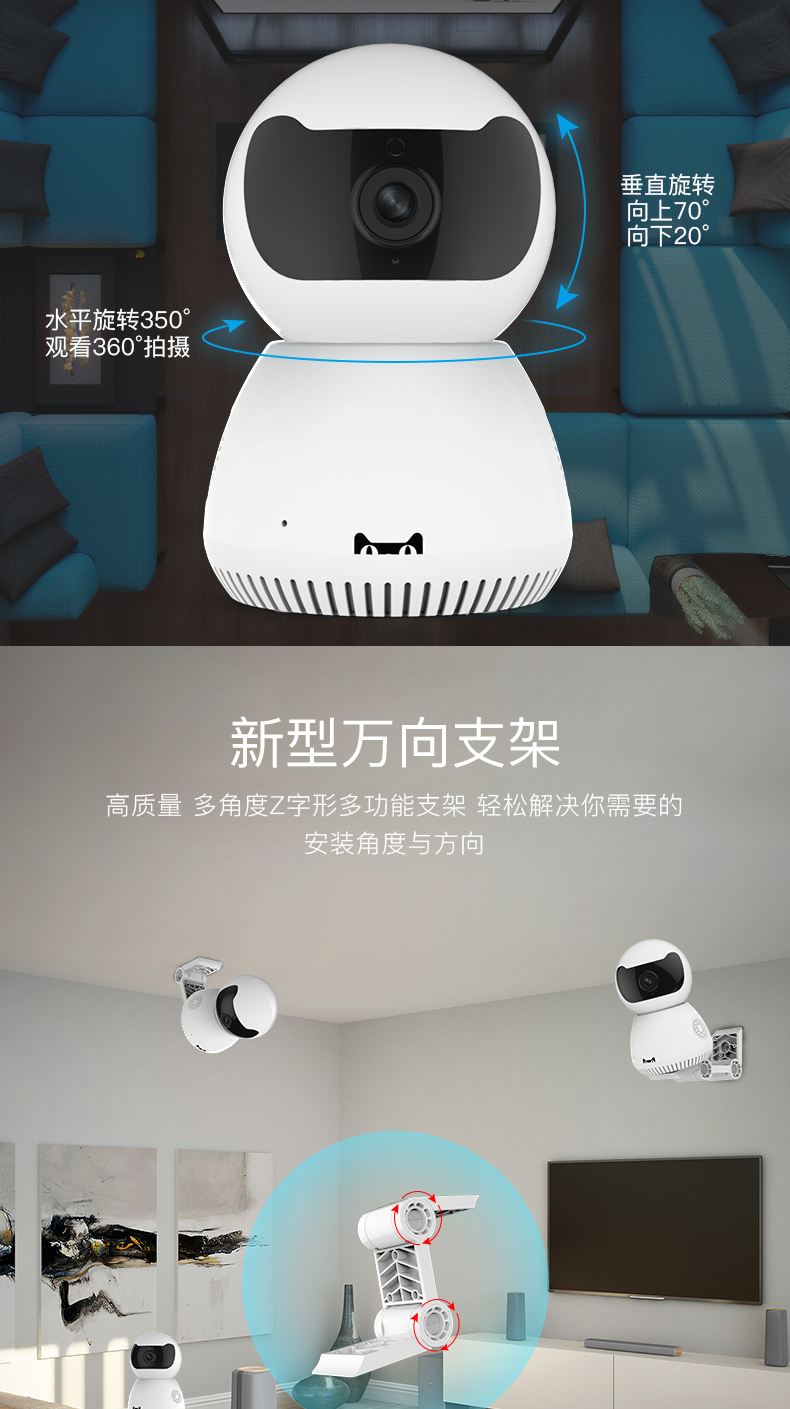 垂直旋转
向上70°
向下20°
水平旋转350°
观看360°拍摄
新型万向支架
高质量 多角度Z字形多功能支架 轻松解决你需要的
安装角度与方向